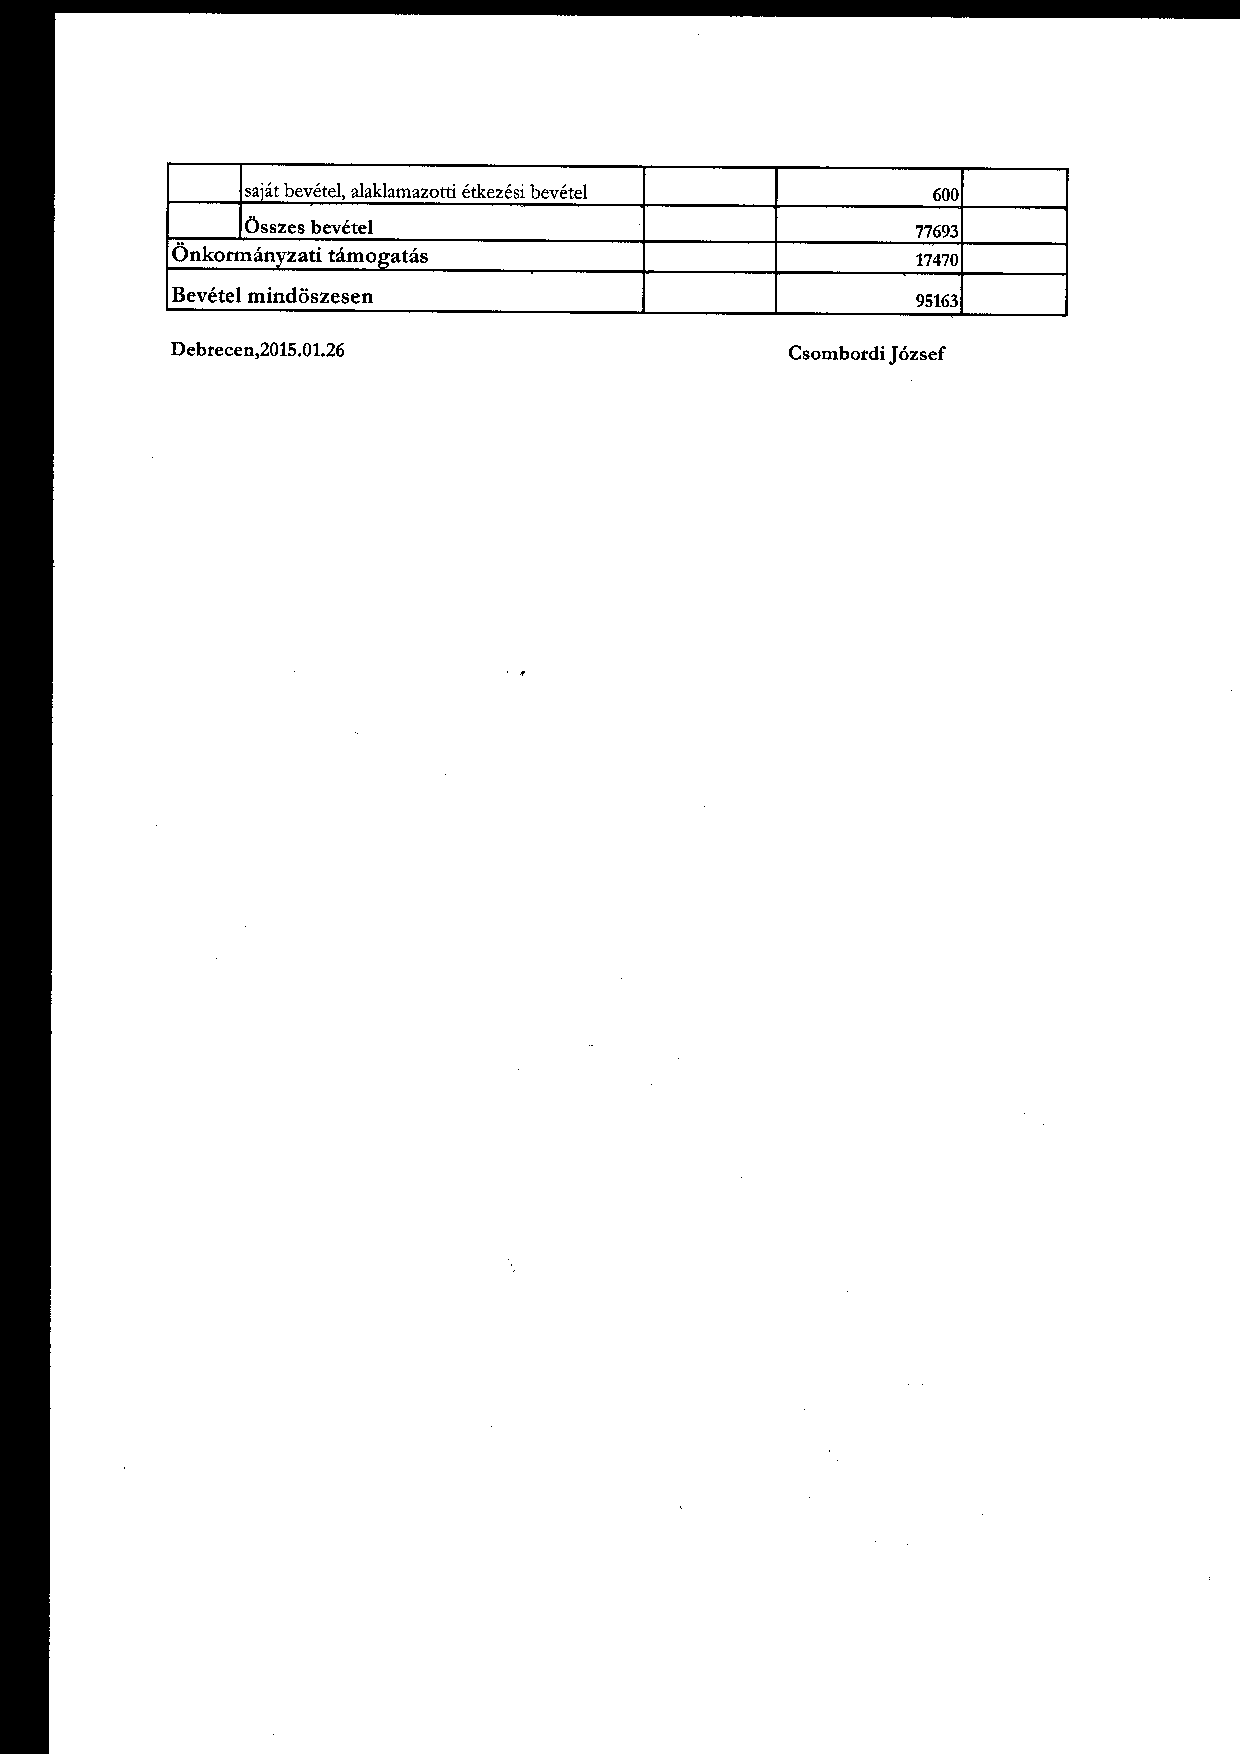 saját bevétel, alaklamazotti étkezési bevétel 600
Összes bevétel 77693
Önkormányzati támogatás 17470
Bevétel mindöszesen 95163
Debrecen,2015.01.26 Csombordi József